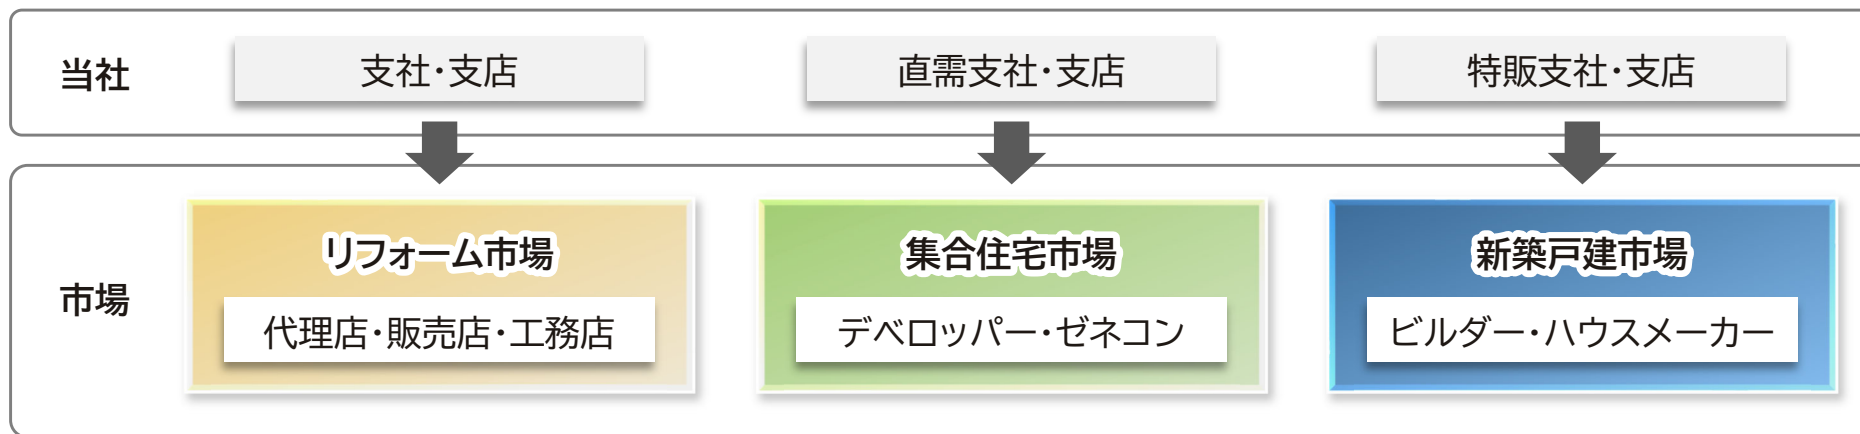 当社
支社・支店
直需支社・支店
特販支社・支店
市場
リフォーム市場
代理店・販売店・工務店
集合住宅市場
デベロッパー・ゼネコン
新築戸建市場
ビルダー・ハウスメーカー